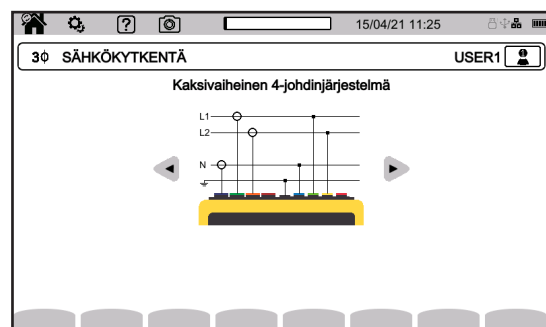 ? 15/04/21 11:25
3ϕ SÄHKÖKYTKENTÄ USER1
Kaksivaiheinen 4-johdinjärjestelmä
L1
L2
N